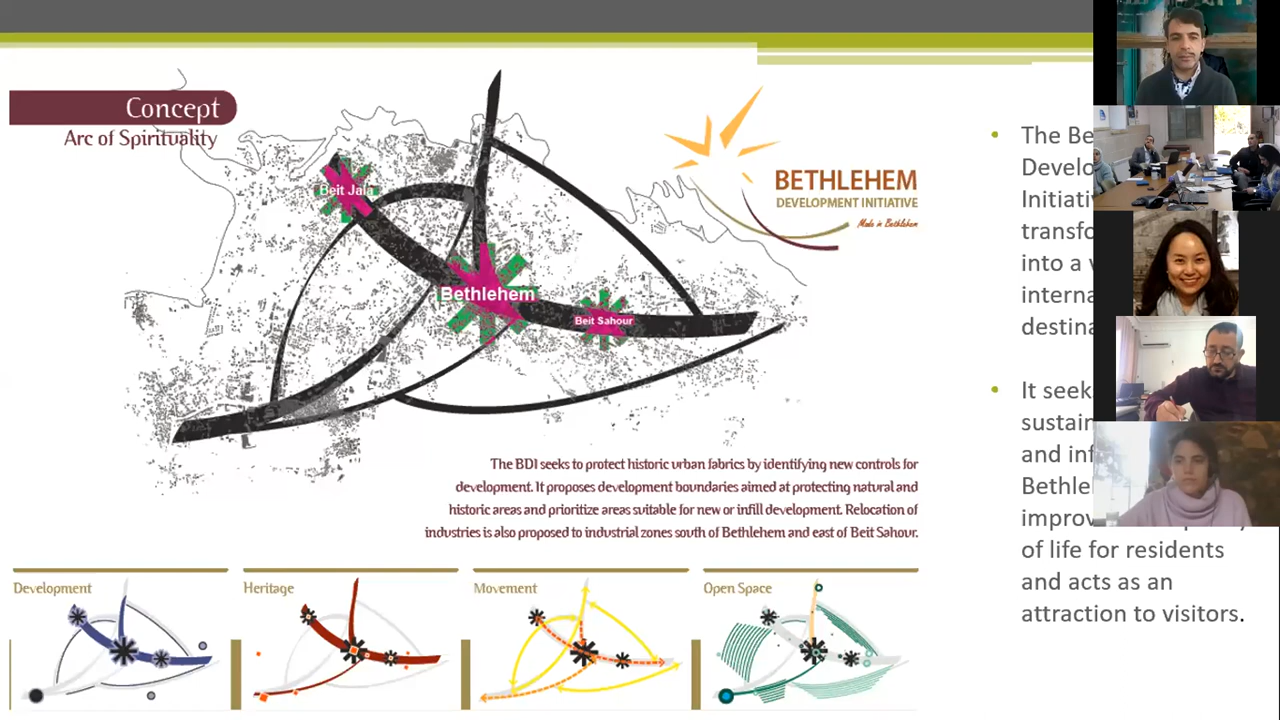 Concept
Arc of Spirituality
Beit Jala
Bethlehem
Beit Sahour
BETHLEHEM
DEVELOPMENT INITIATIVE
Made in Bethlehem
The BDI seeks to protect historic urban fabrics by identifying new controls for
development. It proposes development boundaries aimed at protecting natural and
historic areas and prioritize areas suitable for new or infill development. Relocation of
industries is also proposed to industrial zones south of Bethlehem and east of Beit Sahour.
Development
Heritage
Movement
Open Space
• The Be
Develo
Initiati
transfo
into a
interna
destina
• It seek
sustain
and inf
Bethle
improv
of life for residents
and acts as an
attraction to visitors.